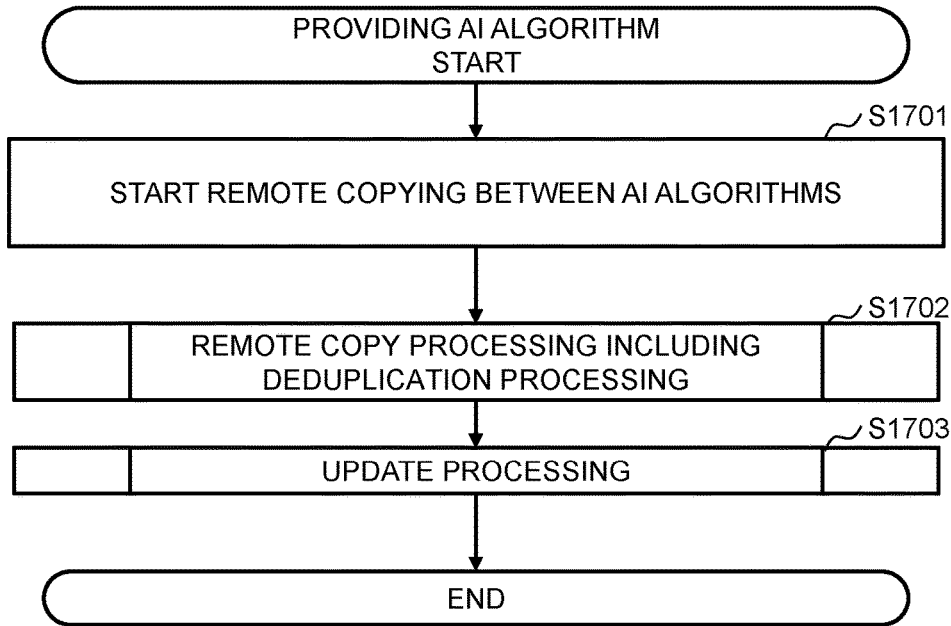 PROVIDING AI ALGORITHM
START
S1701
START REMOTE COPYING BETWEEN AI ALGORITHMS
S1702
REMOTE COPY PROCESSING INCLUDING
DEDUPLICATION PROCESSING
S1703
UPDATE PROCESSING
END